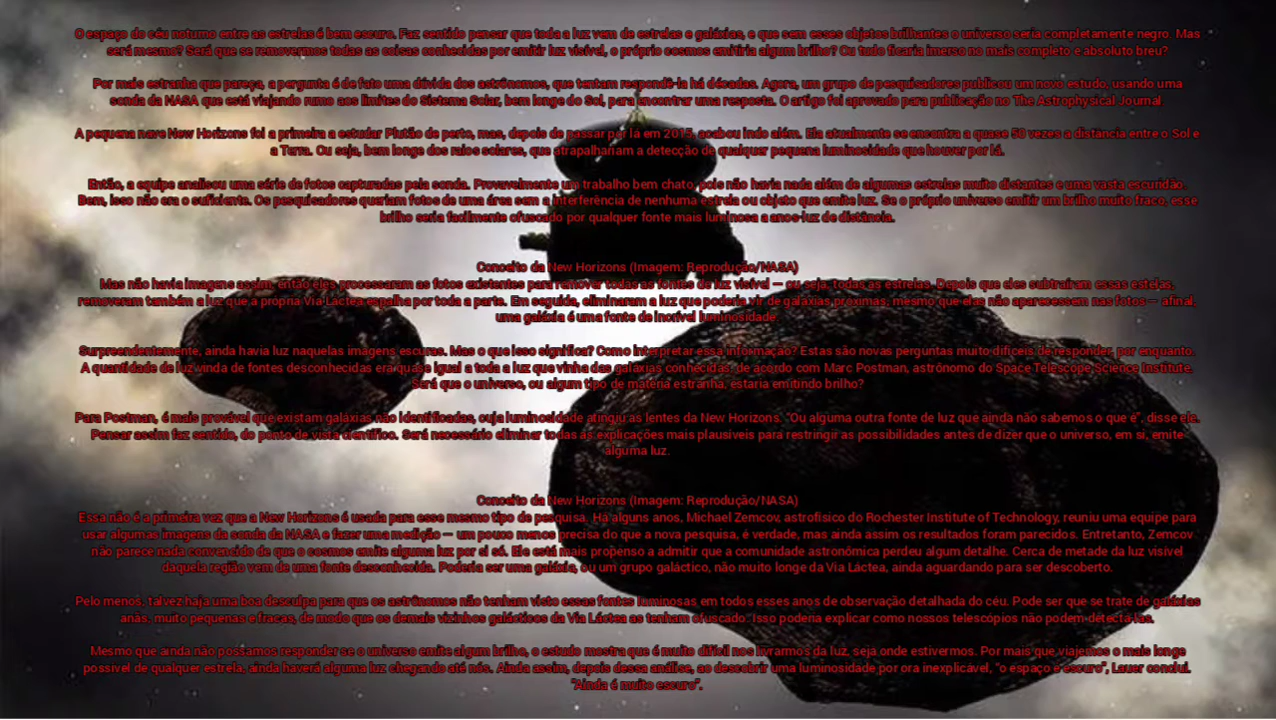 O espaço do céu noturno entre as estrelas é bem escuro. Faz sentido pensar que toda a luz vem de estrelas e galáxias, e que sem esses objetos brilhantes o universo seria completamente negro. Mas
será mesmo? Será que se removermos todas as coisas conhecidas por emitir luz visível, o próprio cosmos emitiria algum brilho? Ou tudo ficaria imerso no mais completo e absoluto breu?
Por mais estranha que pareça, a pergunta é de fato uma dúvida dos astrônomos, que tentam respondê-la há décadas. Agora, um grupo de pesquisadores publicou um novo estudo, usando uma
sonda da NASA que está viajando rumo aos limites do Sistema Solar, bem longe do Sol, para encontrar uma resposta. O artigo foi aprovado para publicação no The Astrophysical Journal.
A pequena nave New Horizons foi a primeira a estudar Plutão de perto, mas, depois de passar por lá em 2015, acabou indo além. Ela atualmente se encontra a quase 50 vezes a distância entre o Sol e
a Terra. Ou seja, bem longe dos raios solares, que atrapalhariam a detecção de qualquer pequena luminosidade que houver por lá.
Então, a equipe analisou uma série de fotos capturadas pela sonda. Provavelmente um trabalho bem chato, pois não havia nada além de algumas estrelas muito distantes e uma vasta escuridão.
Bem, isso não era o suficiente. Os pesquisadores queriam fotos de uma área sem a interferência de nenhuma estrela ou objeto que emite luz. Se o próprio universo emitir um brilho muito fraco, esse
brilho seria facilmente ofuscado por qualquer fonte mais luminosa a anos-luz de distância.
Conceito da New Horizons (Imagem: Reprodução/NASA)
Mas não havia imagens assim, então eles processaram as fotos existentes para remover todas as fontes de luz visível — ou seja, todas as estrelas. Depois que eles subtraíram essas estelas,
removeram também a luz que a própria Via Láctea espalha por toda a parte. Em seguida, eliminaram a luz que poderia vir de galáxias próximas, mesmo que elas não aparecessem nas fotos — afinal,
uma galáxia é uma fonte de incrível luminosidade.
Surpreendentemente, ainda havia luz naquelas imagens escuras. Mas o que isso significa? Como interpretar essa informação? Estas são novas perguntas muito difíceis de responder, por enquanto.
A quantidade de luz vinda de fontes desconhecidas era quase igual a toda a luz que vinha das galáxias conhecidas, de acordo com Marc Postman, astrônomo do Space Telescope Science Institute.
Será que o universo, ou algum tipo de matéria estranha, estaria emitindo brilho?
Para Postman, é mais provável que existam galáxias não identificadas, cuja luminosidade atingiu as lentes da New Horizons. “Ou alguma outra fonte de luz que ainda não sabemos o que é”, disse ele.
Pensar assim faz sentido, do ponto de vista científico. Será necessário eliminar todas as explicações mais plausíveis para restringir as possibilidades antes de dizer que o universo, em si, emite
alguma luz.
Conceito da New Horizons (Imagem: Reprodução/NASA)
Essa não é a primeira vez que a New Horizons é usada para esse mesmo tipo de pesquisa. Há alguns anos, Michael Zemcov, astrofísico do Rochester Institute of Technology, reuniu uma equipe para
usar algumas imagens da sonda da NASA e fazer uma medição — um pouco menos precisa do que a nova pesquisa, é verdade, mas ainda assim os resultados foram parecidos. Entretanto, Zemcov
não parece nada convencido de que o cosmos emite alguma luz por si só. Ele está mais propenso a admitir que a comunidade astronômica perdeu algum detalhe. Cerca de metade da luz visível
daquela região vem de uma fonte desconhecida. Poderia ser uma galáxia, ou um grupo galáctico, não muito longe da Via Láctea, ainda aguardando para ser descoberto.
Pelo menos, talvez haja uma boa desculpa para que os astrônomos não tenham visto essas fontes luminosas em todos esses anos de observação detalhada do céu. Pode ser que se trate de galáxias
anãs, muito pequenas e fracas, de modo que os demais vizinhos galácticos da Via Láctea as tenham ofuscado. Isso poderia explicar como nossos telescópios não podem detectá-las.
Mesmo que ainda não possamos responder se o universo emite algum brilho, o estudo mostra que é muito difícil nos livrarmos da luz, seja onde estivermos. Por mais que viajemos o mais longe
possível de qualquer estrela, ainda haverá alguma luz chegando até nós. Ainda assim, depois dessa análise, ao descobrir uma luminosidade por ora inexplicável, “o espaço é escuro”, Lauer conclui.
“Ainda é muito escuro”.